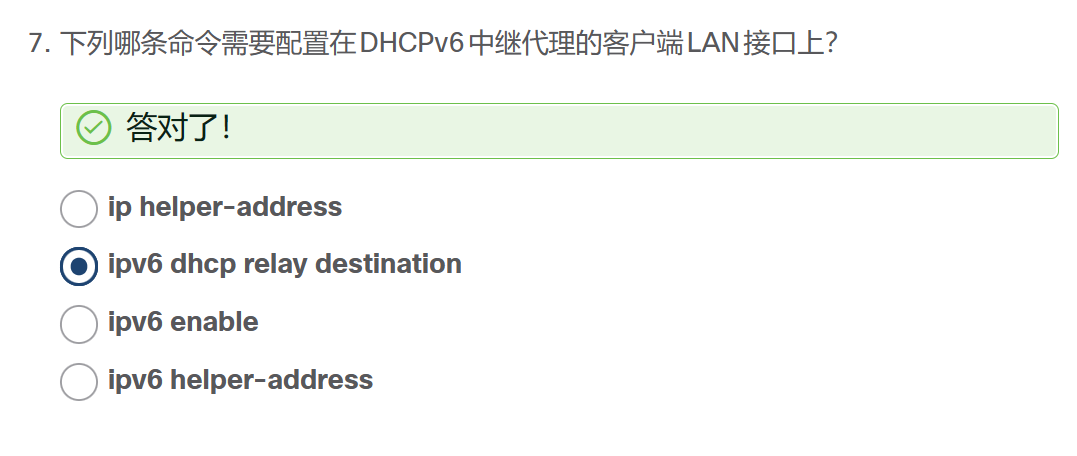 7. 下列哪条命令需要配置在DHCPv6中继代理的客户端LAN接口上?
答对了!
ip helper-address
ipv6 dhcp relay destination
ipv6 enable
ipv6 helper-address